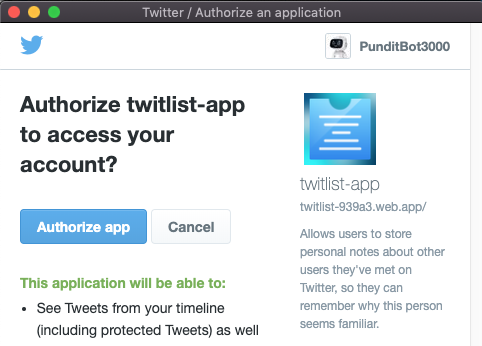 Twitter / Authorize an application
PunditBot3000
Authorize twitlist-app
to access your
account?
Authorize app
Cancel
This application will be able to:
• See Tweets from your timeline
(including protected Tweets) as well
twitlist-app
twitlist-939a3.web.app/
Allows users to store
personal notes about other
users they've met on
Twitter, so they can
remember why this person
seems familiar.